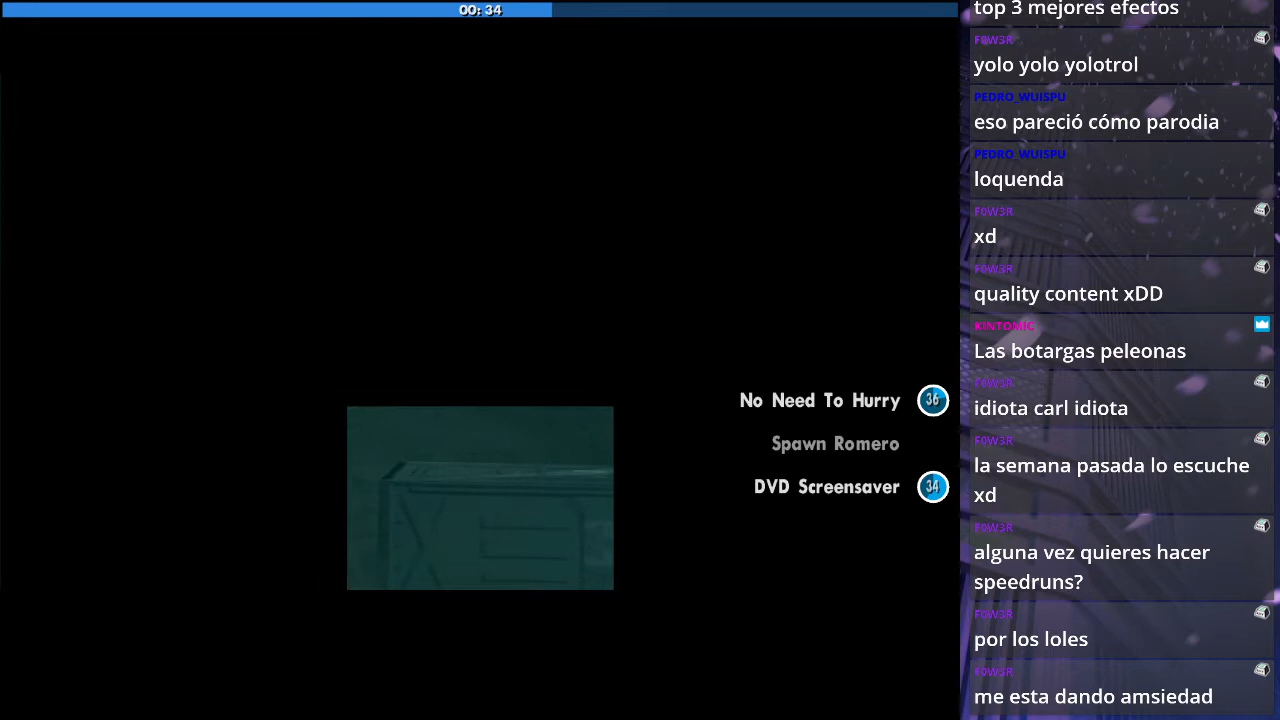 00: 34
No Need To Hurry 36
Spawn Romero
DVD Screensaver 34
top 3 mejores efectos
F0W3R
yolo yolo yolotrol
PEDRO_WUISPU
eso pareció cómo parodia
PEDRO_WUISPU
loquenda
F0W3R
xd
F0W3R
quality content xDD
KINTOMIC
Las botargas peleonas
F0W3R
idiota carl idiota
F0W3R
la semana pasada lo escuche
xd
F0W3R
alguna vez quieres hacer
speedruns?
F0W3R
por los loles
F0W3R
me esta dando amsiedad